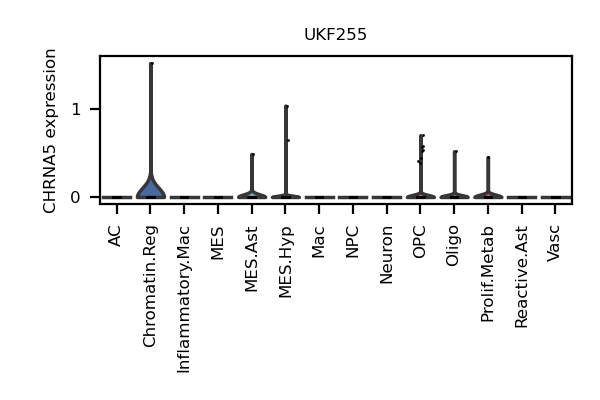 UKF255
CHRNA5 expression
1
0
AC
Chromatin.Reg
Inflammatory.Mac
MES
MES.Ast
MES.Hyp
Mac
NPC
Neuron
OPC
Oligo
Prolif.Metab
Reactive.Ast
Vasc